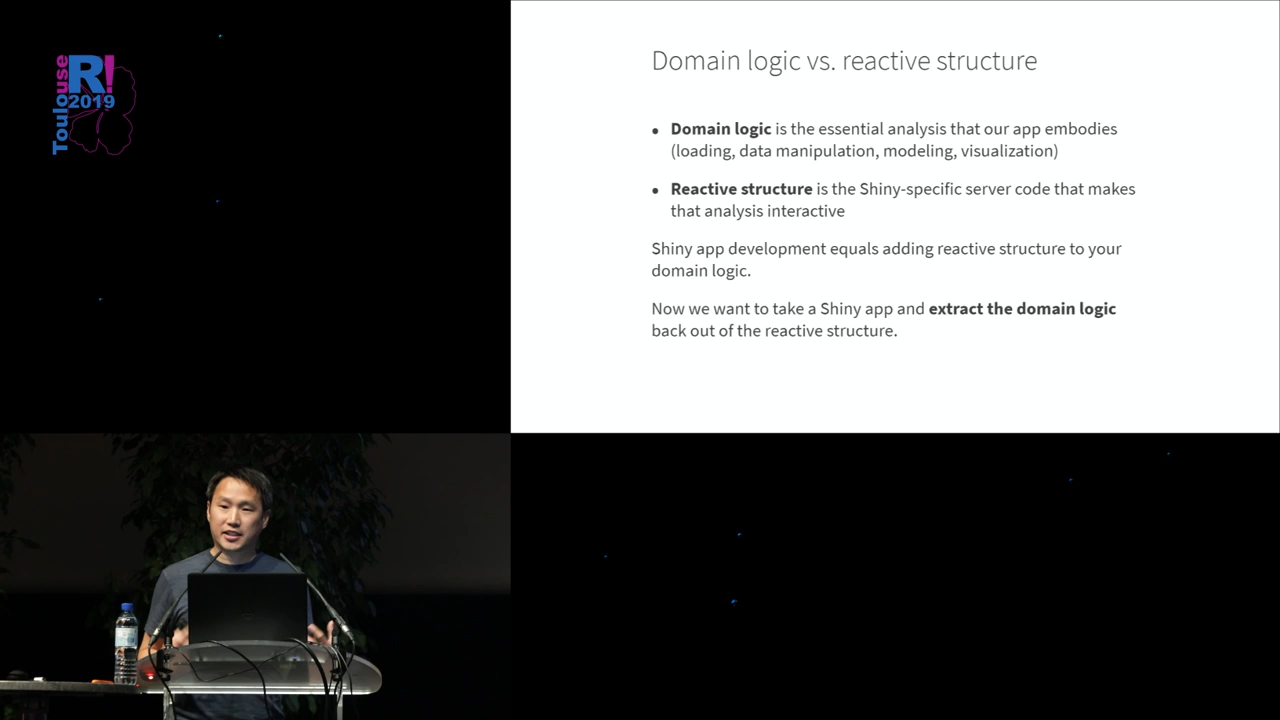 Toulouse
R!
2019
Domain logic vs. reactive structure
• Domain logic is the essential analysis that our app embodies
(loading, data manipulation, modeling, visualization)
• Reactive structure is the Shiny-specific server code that makes
that analysis interactive
Shiny app development equals adding reactive structure to your
domain logic.
Now we want to take a Shiny app and extract the domain logic
back out of the reactive structure.